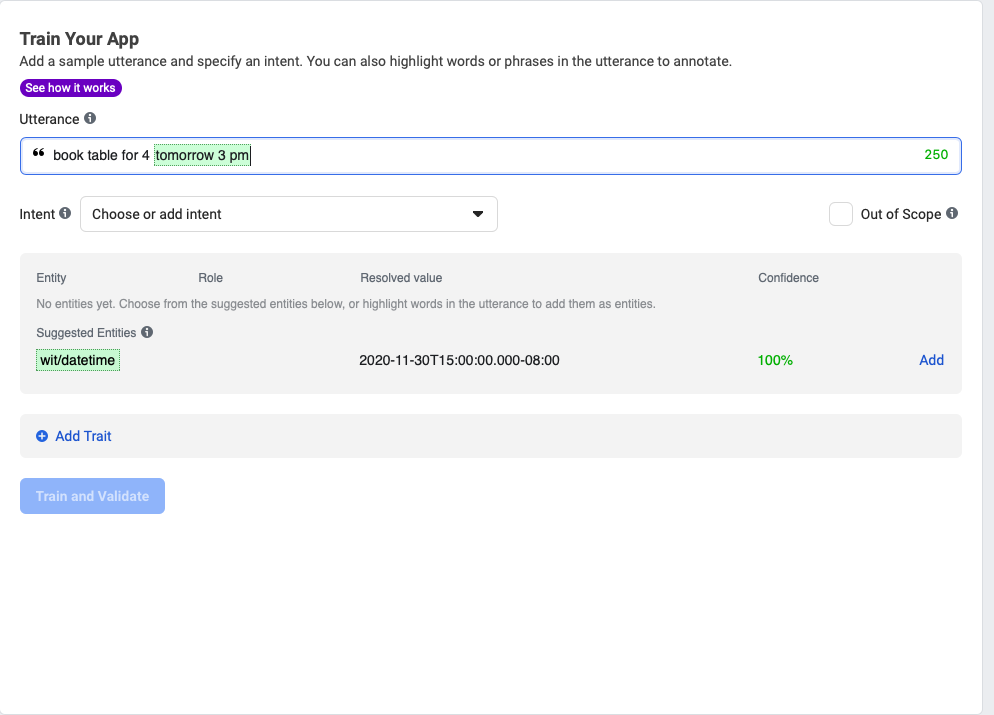 Train Your App
Add a sample utterance and specify an intent. You can also highlight words or phrases in the utterance to annotate.
See how it works
Utterance
❝ book table for 4 tomorrow 3 pm 250
Intent Choose or add intent Out of Scope
Entity Role Resolved value Confidence
No entities yet. Choose from the suggested entities below, or highlight words in the utterance to add them as entities.
Suggested Entities
wit/datetime 2020-11-30T15:00:00.000-08:00 100% Add
Add Trait
Train and Validate